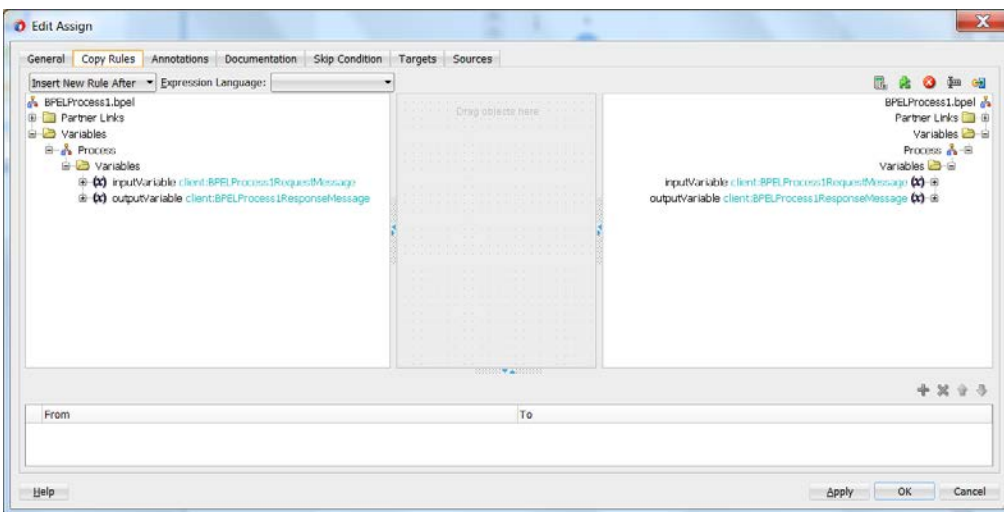 Edit Assign
General Copy Rules Annotations Documentation Skip Condition Targets Sources
Insert New Rule After Expression Language:
BPELProcess1.bpel
Partner Links
Variables
Process
Variables
(x) inputVariable client:BPELProcess1RequestMessage
(x) outputVariable client:BPELProcess1ResponseMessage
Drag objects here
BPELProcess1.bpel
Partner Links
Variables
Process
Variables
inputVariable client:BPELProcess1RequestMessage (x)
outputVariable client:BPELProcess1ResponseMessage (x)
From To
Help Apply OK Cancel